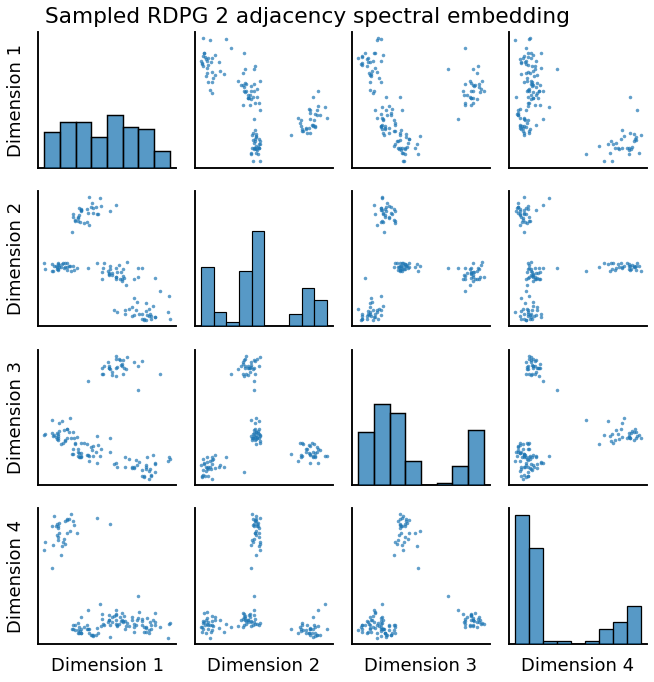 Sampled RDPG 2 adjacency spectral embedding
Dimension 1
Dimension 2
Dimension 3
Dimension 4
Dimension 1 Dimension 2 Dimension 3 Dimension 4